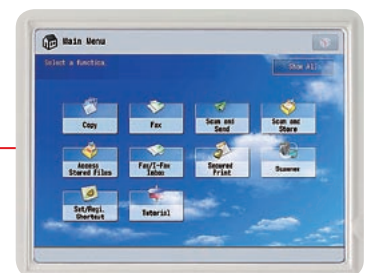 Main Menu
Select a function.
Show All
Copy
Fax
Scan and
Send
Scan and
Store
Access
Stored Files
Fax/I-Fax
Inbox
Secured
Print
Scanner
Set/Regi.
Shortcut
Tutorial